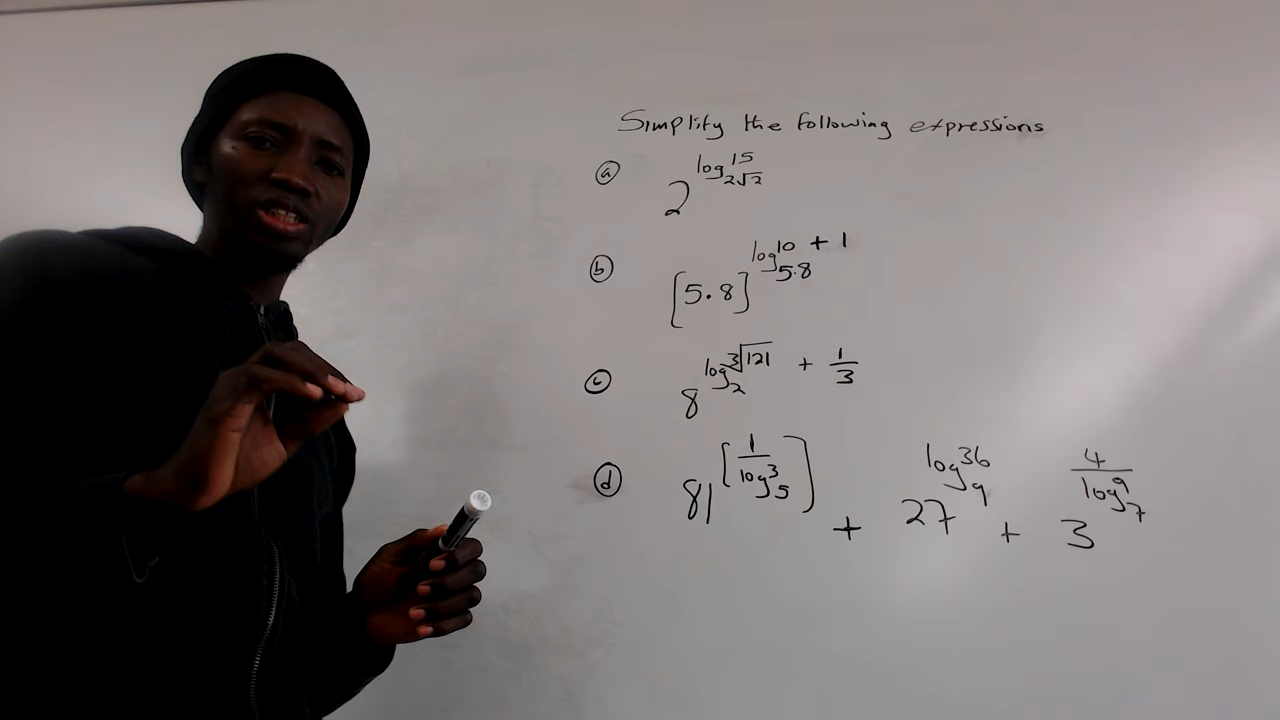 Simplify the following expressions
(a) 2^{log_{2√2} 15}
(b) [5.8]^{log_{5.8} 10 + 1}
(c) 8^{log_2 ∛121 + 1/3}
(d) 81^{[1/log_5 3]} + 27^{log_9 36} + 3^{4/log_7 9}